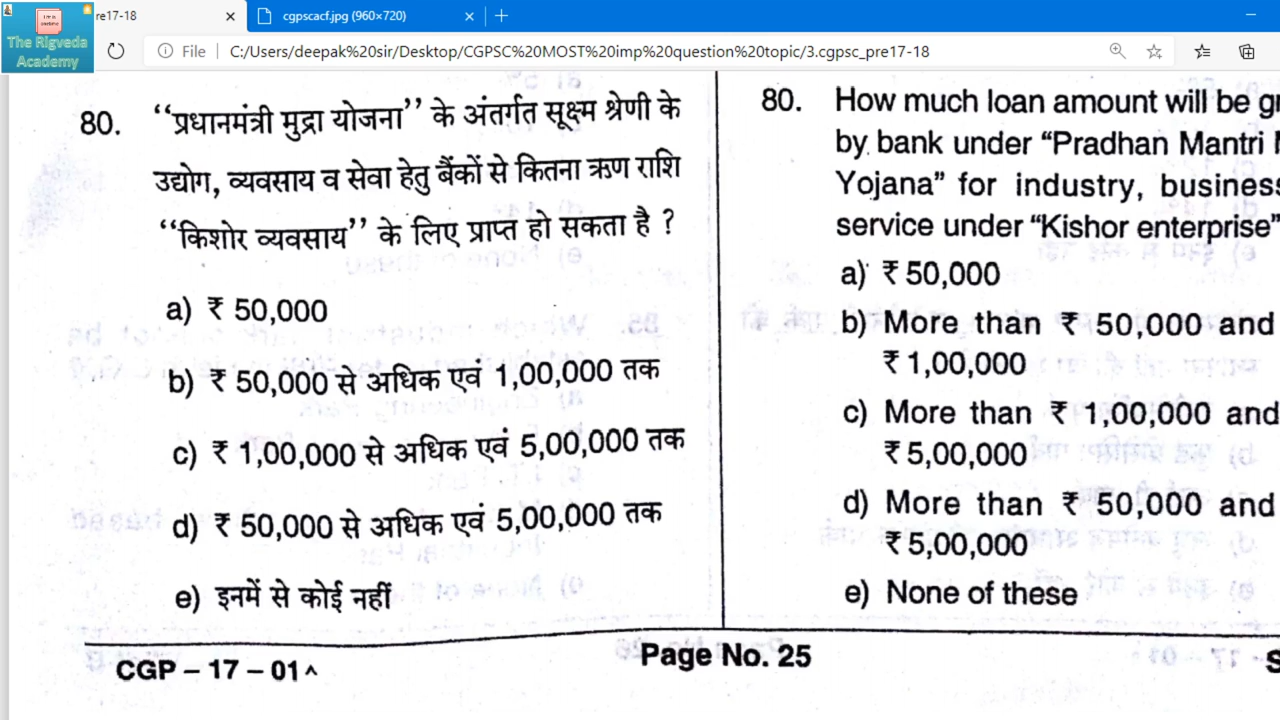 re17-18
cgpscacf.jpg (960×720)
The Rigveda
Academy
File
C:/Users/deepak%20sir/Desktop/CGPSC%20MOST%20imp%20question%20topic/3.cgpsc_pre17-18
80. ‘‘प्रधानमंत्री मुद्रा योजना’’ के अंतर्गत सूक्ष्म श्रेणी के
उद्योग, व्यवसाय व सेवा हेतु बैंकों से कितना ऋण राशि
‘‘किशोर व्यवसाय’’ के लिए प्राप्त हो सकता है ?
a) ₹ 50,000
b) ₹ 50,000 से अधिक एवं 1,00,000 तक
c) ₹ 1,00,000 से अधिक एवं 5,00,000 तक
d) ₹ 50,000 से अधिक एवं 5,00,000 तक
e) इनमें से कोई नहीं
80. How much loan amount will be g
by bank under “Pradhan Mantri
Yojana” for industry, business
service under “Kishor enterprise”
a) ₹ 50,000
b) More than ₹ 50,000 and
₹ 1,00,000
c) More than ₹ 1,00,000 and
₹ 5,00,000
d) More than ₹ 50,000 and
₹ 5,00,000
e) None of these
CGP – 17 – 01^
Page No. 25
S